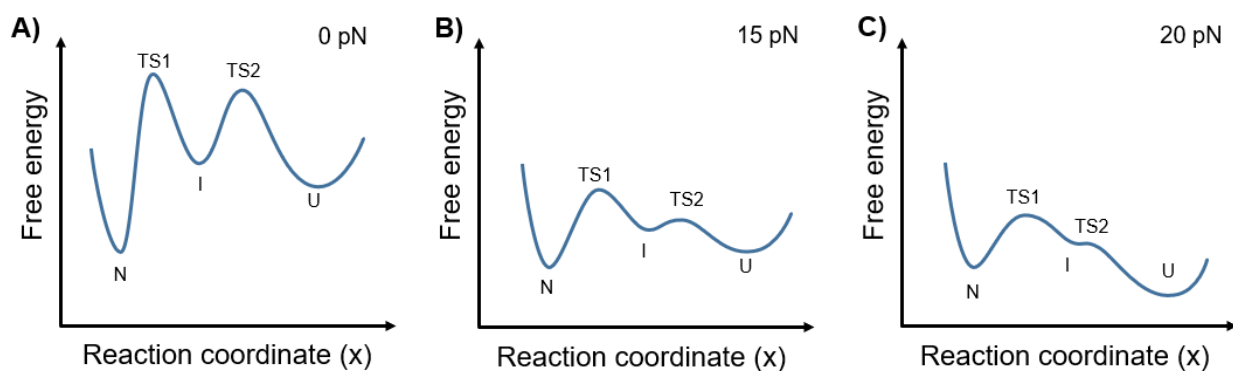 A)
0 pN
TS1
TS2
I
N
U
Free energy
Reaction coordinate (x)
B)
15 pN
TS1
TS2
I
U
N
Free energy
Reaction coordinate (x)
C)
20 pN
TS1
TS2
I
U
N
Free energy
Reaction coordinate (x)